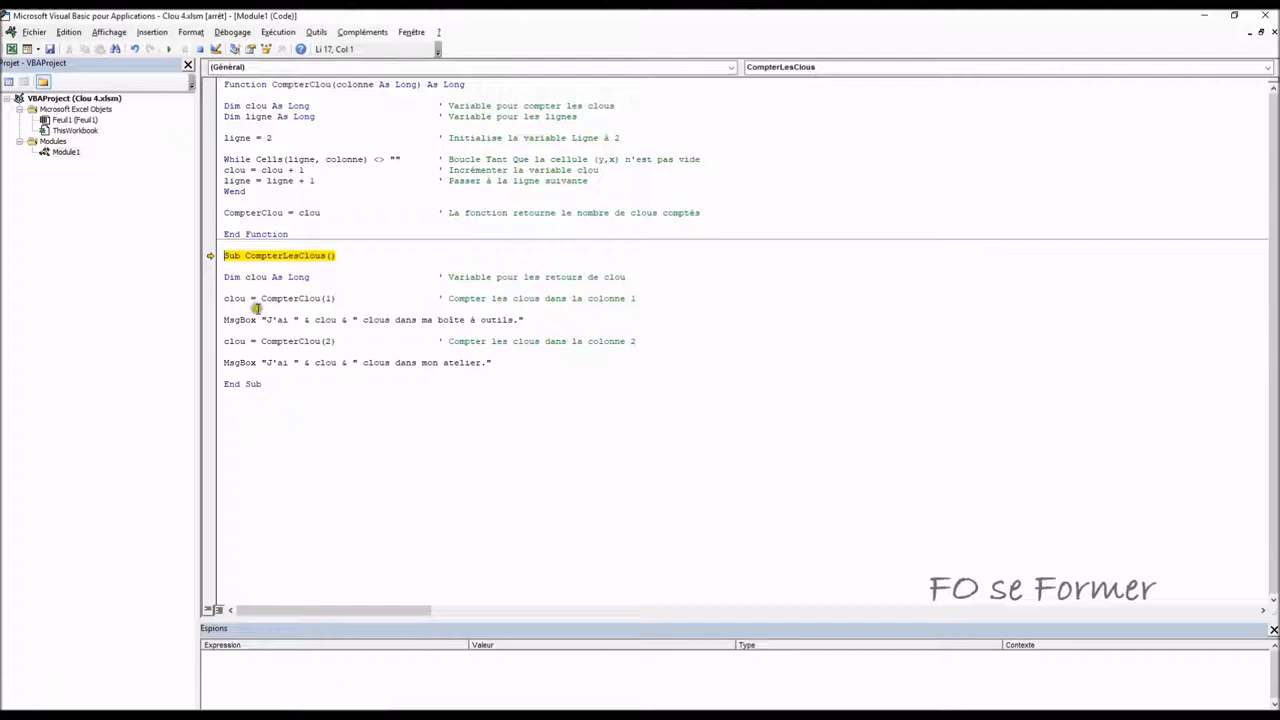 Microsoft Visual Basic pour Applications - Clou 4.xlsm [arrêt] - [Module1 (Code)]
Fichier Edition Affichage Insertion Format Débogage Exécution Outils Compléments Fenêtre ?
Li 17, Col 1
Projet - VBAProject
(Général)
CompterLesClous
VBAProject (Clou 4.xlsm)
Microsoft Excel Objets
Feuil1 (Feuil1)
ThisWorkbook
Modules
Module1
Function CompterClou(colonne As Long) As Long
Dim clou As Long ' Variable pour compter les clous
Dim ligne As Long ' Variable pour les lignes
ligne = 2 ' Initialise la variable Ligne à 2
While Cells(ligne, colonne) <> "" ' Boucle Tant Que la cellule (y,x) n'est pas vide
clou = clou + 1 ' Incrémenter la variable clou
ligne = ligne + 1 ' Passer à la ligne suivante
Wend
CompterClou = clou ' La fonction retourne le nombre de clous comptés
End Function
Sub CompterLesClous()
Dim clou As Long ' Variable pour les retours de clou
clou = CompterClou(1) ' Compter les clous dans la colonne 1
MsgBox "J'ai " & clou & " clous dans ma boîte à outils."
clou = CompterClou(2) ' Compter les clous dans la colonne 2
MsgBox "J'ai " & clou & " clous dans mon atelier."
End Sub
FO se Former
Espions
Expression Valeur Type Contexte